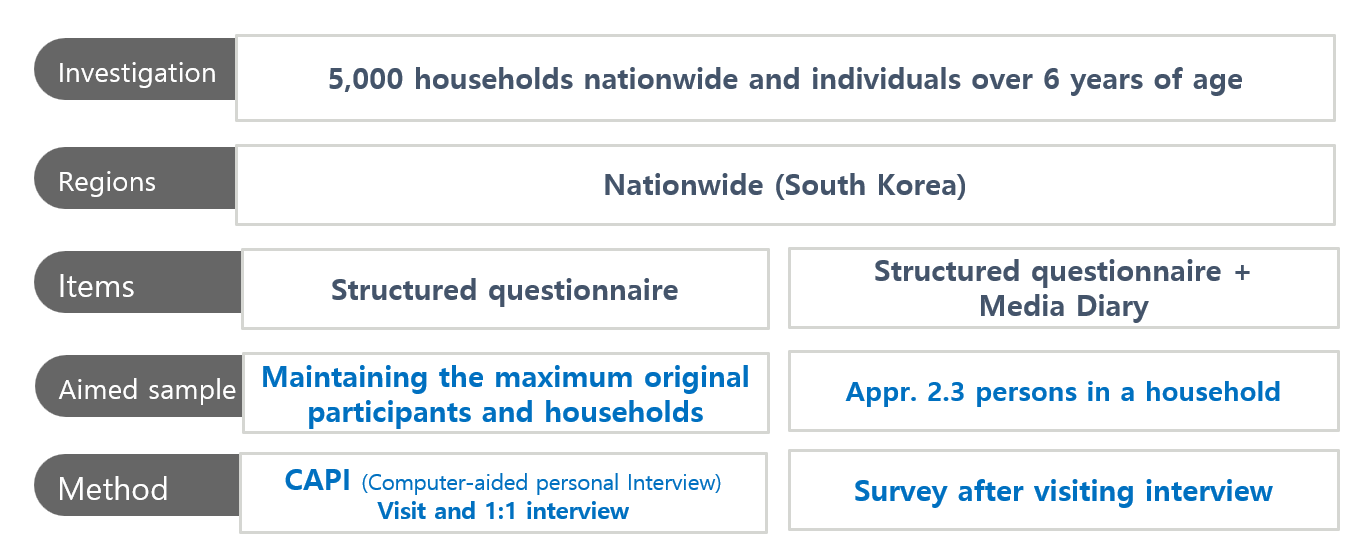 Investigation
5,000 households nationwide and individuals over 6 years of age
Regions
Nationwide (South Korea)
Items
Structured questionnaire
Structured questionnaire +
Media Diary
Aimed sample
Maintaining the maximum original
participants and households
Appr. 2.3 persons in a household
Method
CAPI (Computer-aided personal Interview)
Visit and 1:1 interview
Survey after visiting interview